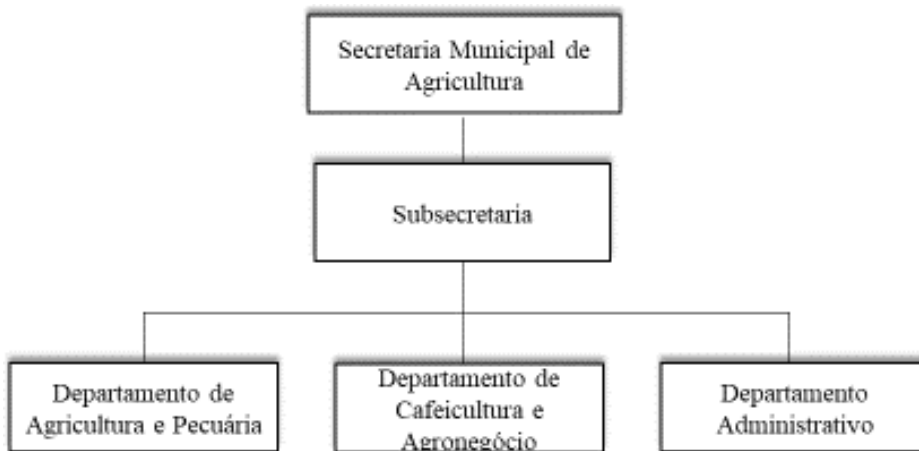 Secretaria Municipal de
Agricultura
Subsecretaria
Departamento de
Agricultura e Pecuária
Departamento de
Cafeicultura e
Agronegócio
Departamento
Administrativo